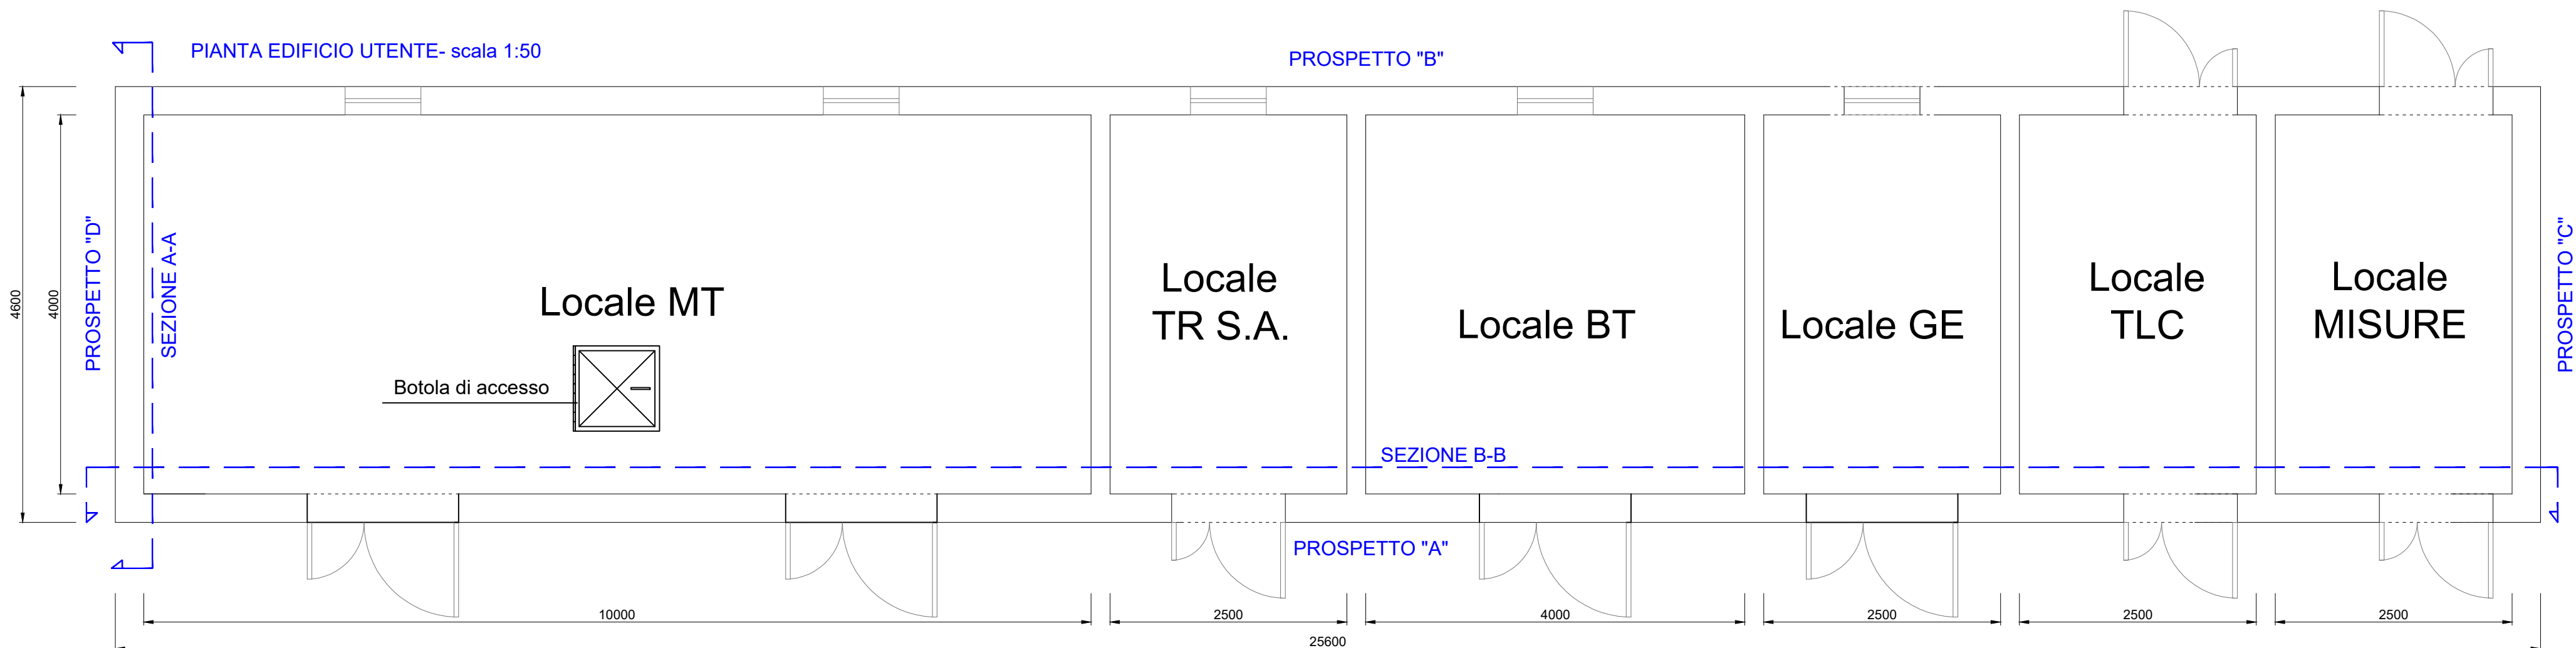 PIANTA EDIFICIO UTENTE- scala 1:50
PROSPETTO "B"
4600
4000
PROSPETTO "D"
SEZIONE A-A
Locale MT
Botola di accesso
Locale
TR S.A.
Locale BT
Locale GE
Locale
TLC
Locale
MISURE
PROSPETTO "C"
SEZIONE B-B
PROSPETTO "A"
10000
2500
4000
2500
2500
2500
25600